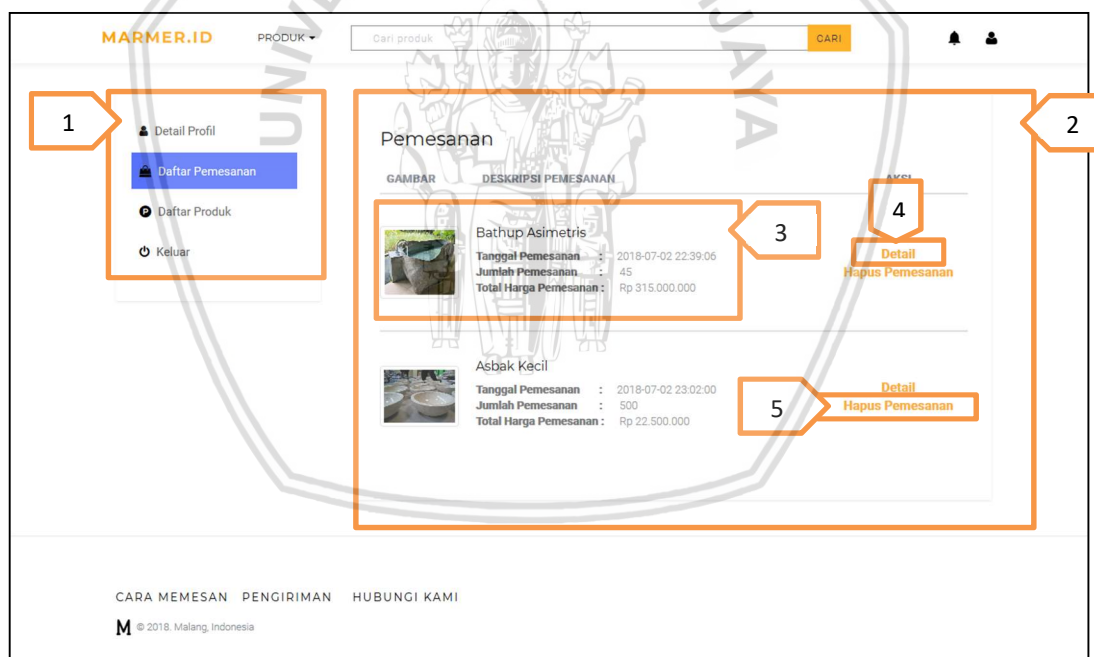 MARMER.ID PRODUK Cari produk CARI
1
Detail Profil
Daftar Pemesanan
Daftar Produk
Keluar
2
Pemesanan
GAMBAR DESKRIPSI PEMESANAN AKSI
3
4
Bathup Asimetris
Tanggal Pemesanan : 2018-07-02 22:39:06
Jumlah Pemesanan : 45
Total Harga Pemesanan : Rp 315.000.000
Detail
Hapus Pemesanan
Asbak Kecil
Tanggal Pemesanan : 2018-07-02 23:02:00
Jumlah Pemesanan : 500
Total Harga Pemesanan : Rp 22.500.000
5
Detail
Hapus Pemesanan
CARA MEMESAN PENGIRIMAN HUBUNGI KAMI
M © 2018. Malang, Indonesia